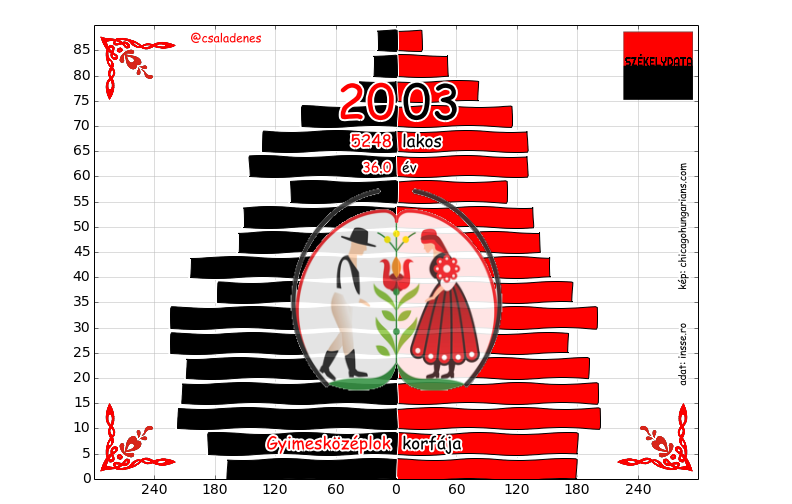 @csaladenes
SZÉKELYDATA
2003
5248 lakos
36.0 év
kép: chicagohungarians.com
adat: insse.ro
Gyimesközéplok korfája
85
80
75
70
65
60
55
50
45
40
35
30
25
20
15
10
5
0
240 180 120 60 0 60 120 180 240